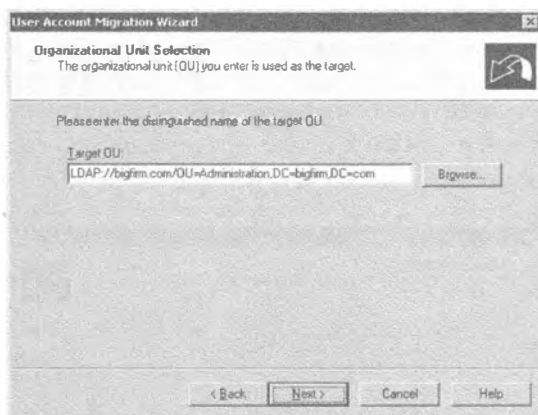 User Account Migration Wizard
Organizational Unit Selection
The organizational unit (OU) you enter is used as the target.
Please enter the distinguished name of the target OU.
Target OU:
LDAP://bigfirm.com/OU=Administration,DC=bigfirm,DC=com
Browse...
< Back
Next >
Cancel
Help